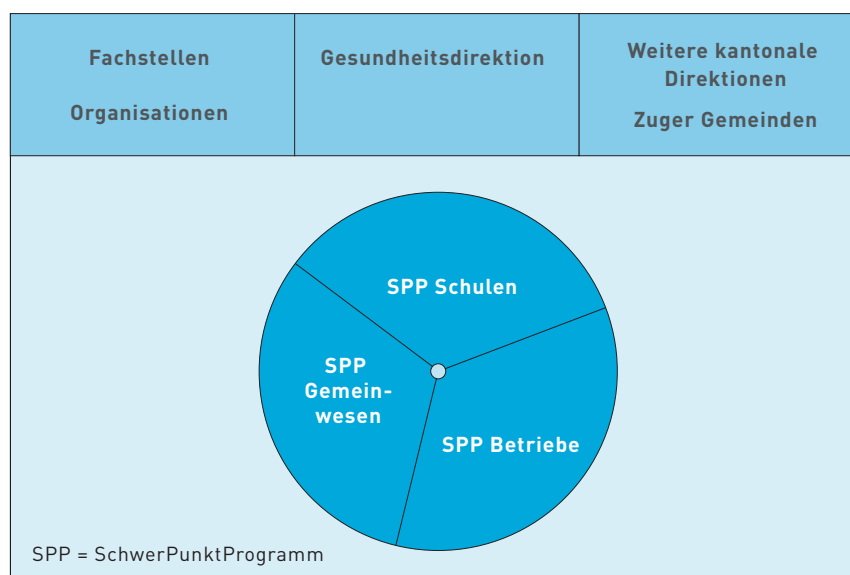 Fachstellen
Organisationen
Gesundheitsdirektion
Weitere kantonale
Direktionen
Zuger Gemeinden
SPP Schulen
SPP
Gemein-
wesen
SPP Betriebe
SPP = SchwerPunktProgramm